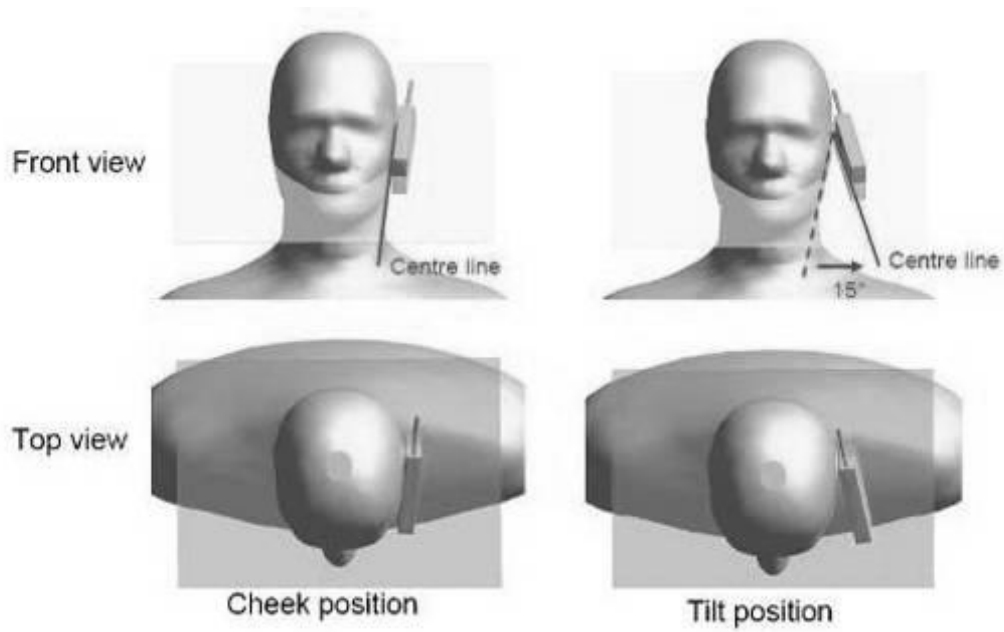 Front view
Centre line
Centre line
15°
Top view
Cheek position
Tilt position